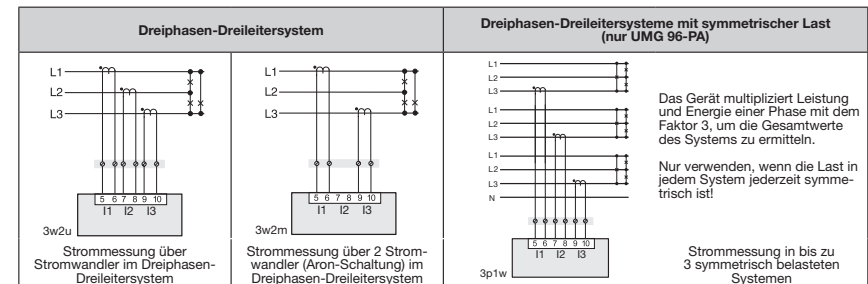 Dreiphasen-Dreileitersystem
Dreiphasen-Dreileitersysteme mit symmetrischer Last
(nur UMG 96-PA)
L1
L2
L3
5 6 7 8 9 10
I1 I2 I3
3w2u
Strommessung über
Stromwandler im Dreiphasen-
Dreileitersystem
L1
L2
L3
5 6 7 8 9 10
I1 I2 I3
3w2m
Strommessung über 2 Strom-
wandler (Aron-Schaltung) im
Dreiphasen-Dreileitersystem
L1
L2
L3
L1
L2
L3
L1
L2
L3
N
5 6 7 8 9 10
I1 I2 I3
3p1w
Das Gerät multipliziert Leistung
und Energie einer Phase mit dem
Faktor 3, um die Gesamtwerte
des Systems zu ermitteln.
Nur verwenden, wenn die Last in
jedem System jederzeit symme-
trisch ist!
Strommessung in bis zu
3 symmetrisch belasteten
Systemen